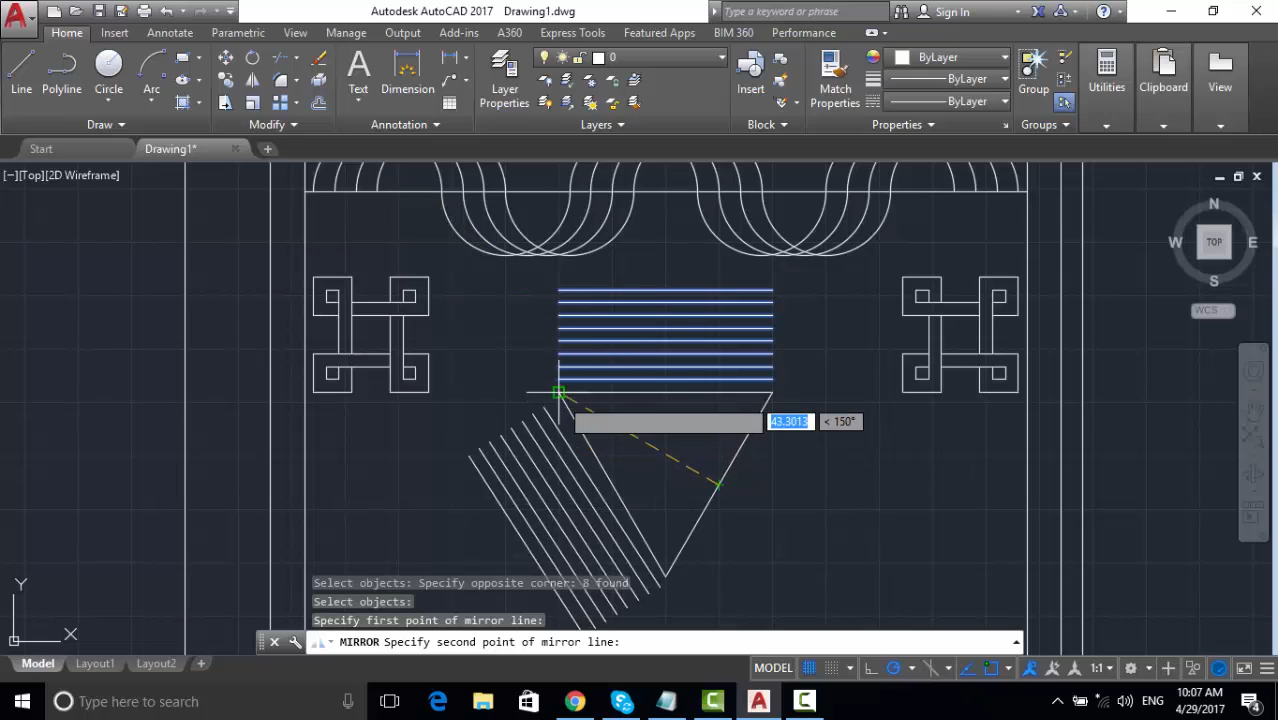 Autodesk AutoCAD 2017 Drawing1.dwg
Type a keyword or phrase
Sign In
Home Insert Annotate Parametric View Manage Output Add-ins A360 Express Tools Featured Apps BIM 360 Performance
0
ByLayer
ByLayer
ByLayer
Line Polyline Circle Arc
Text Dimension
Layer Properties
Insert
Match Properties
Group
Utilities
Clipboard
View
Draw Modify Annotation Layers Block Properties Groups
Start Drawing1*
[−][Top][2D Wireframe]
N
W TOP E
S
WCS
43.3013 < 150°
Select objects: Specify opposite corner: 8 found
Select objects:
Specify first point of mirror line:
MIRROR Specify second point of mirror line:
Y
X
Model Layout1 Layout2 +
MODEL
1:1
Type here to search
ENG
10:07 AM
4/29/2017
4